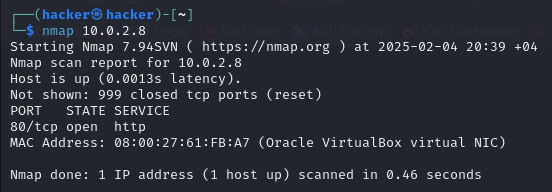 ┌──(hacker㉿hacker)-[~]
└─$ nmap 10.0.2.8
Starting Nmap 7.94SVN ( https://nmap.org ) at 2025-02-04 20:39 +04
Nmap scan report for 10.0.2.8
Host is up (0.0013s latency).
Not shown: 999 closed tcp ports (reset)
PORT   STATE SERVICE
80/tcp open  http
MAC Address: 08:00:27:61:FB:A7 (Oracle VirtualBox virtual NIC)
Nmap done: 1 IP address (1 host up) scanned in 0.46 seconds